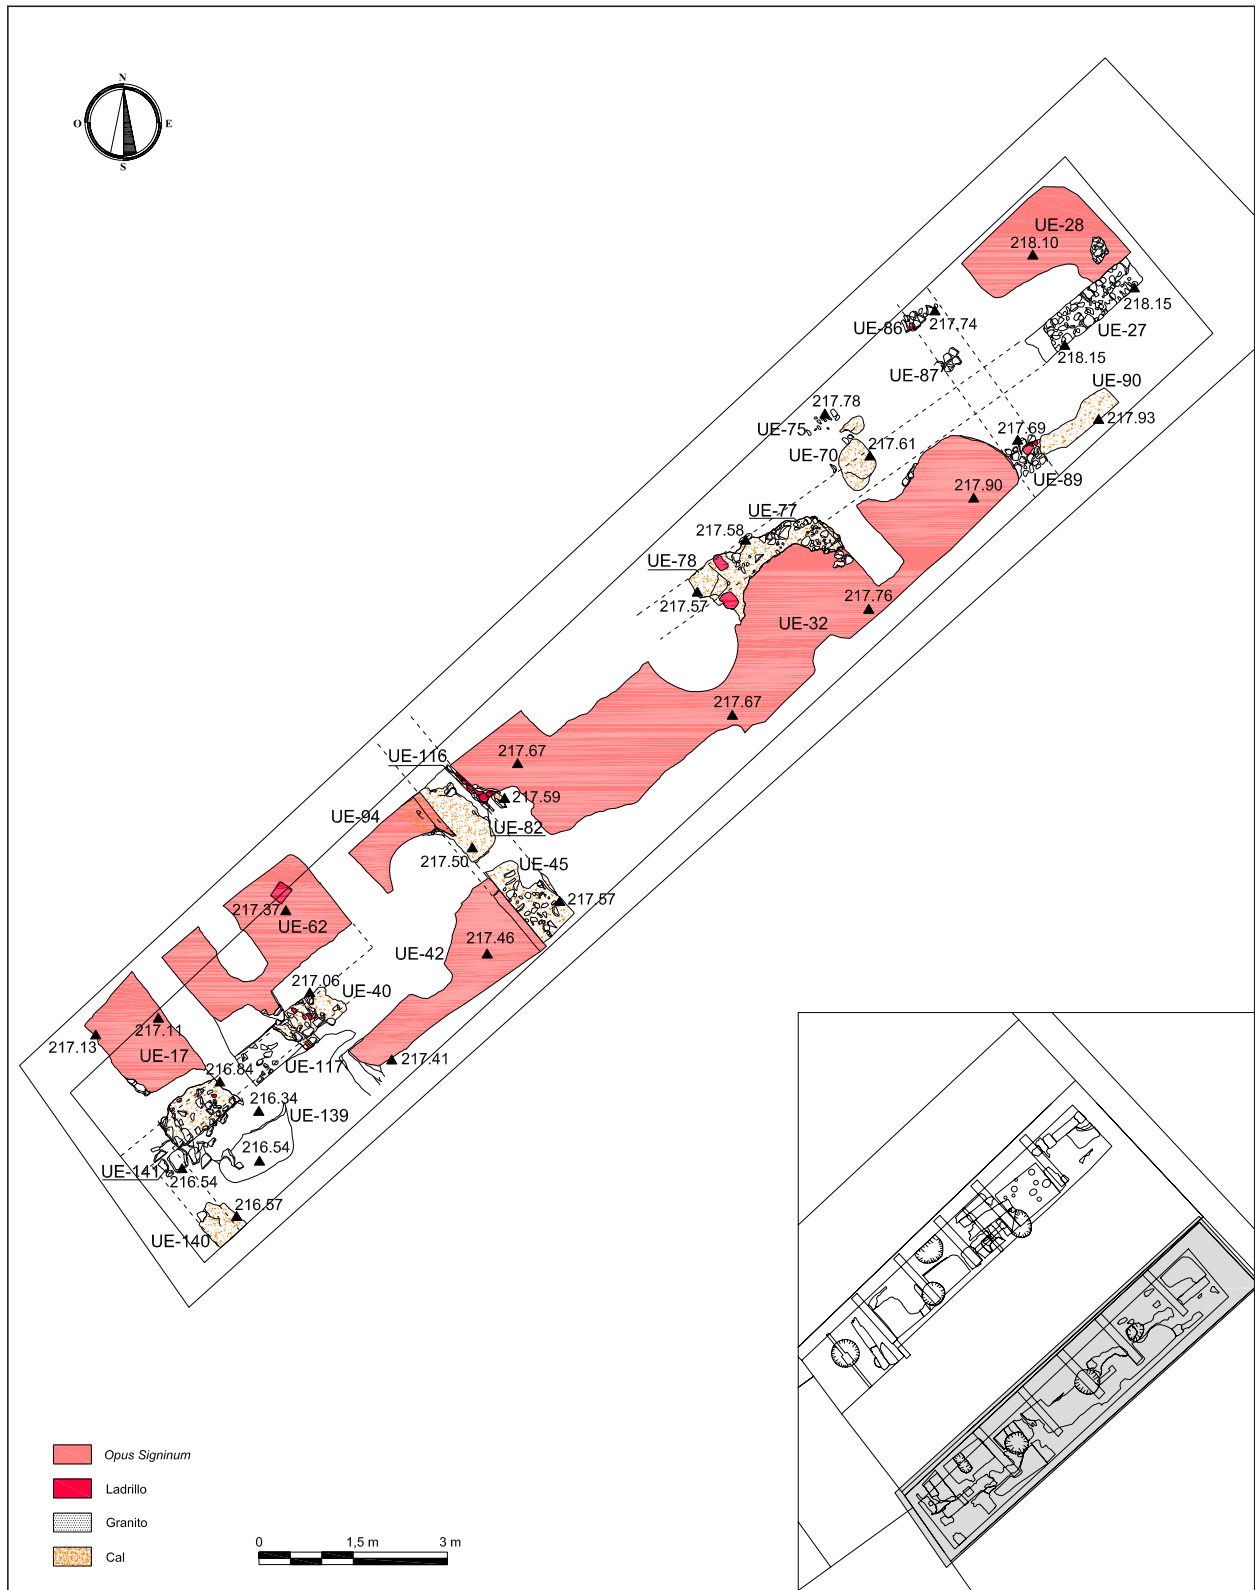 N
O
E
S
UE-28
218.10
218.15
UE-27
218.15
UE-86
217.74
UE-87
UE-90
217.93
217.78
UE-75
217.69
217.61
UE-70
UE-89
217.90
UE-77
217.58
UE-78
217.57
217.76
UE-32
217.67
217.67
UE-116
217.59
UE-94
UE-82
217.50
UE-45
217.57
217.37
UE-62
217.46
UE-42
217.06
UE-40
217.11
217.13
UE-17
UE-117
217.41
216.84
216.34
UE-139
216.54
UE-141
216.54
216.57
UE-140
Opus Signinum
Ladrillo
Granito
Cal
0 1,5 m 3 m